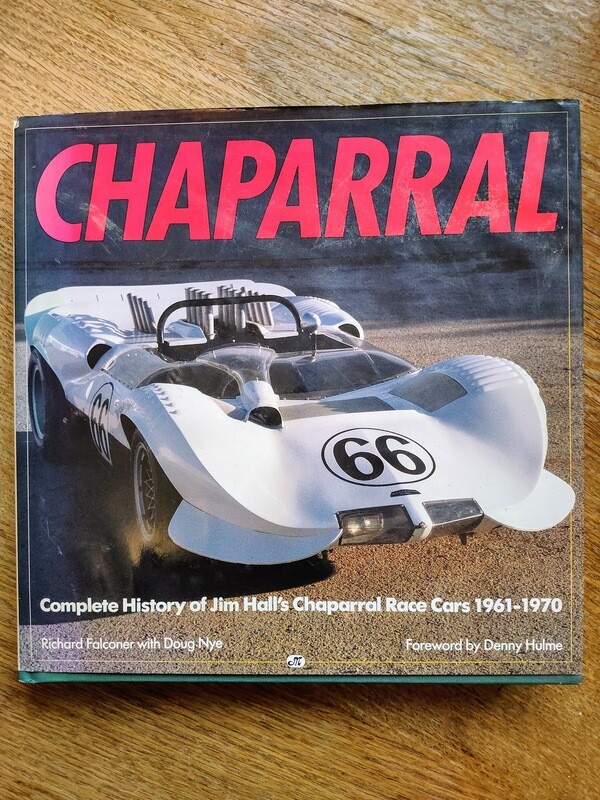 CHAPARRAL
66
66
Complete History of Jim Hall's Chaparral Race Cars 1961-1970
Richard Falconer with Doug Nye
Foreword by Denny Hulme
M